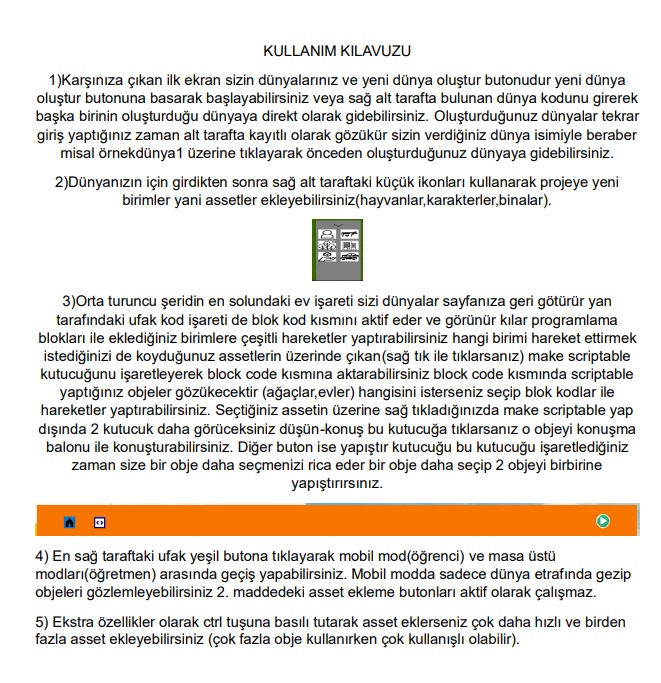 KULLANIM KILAVUZU
1)Karşınıza çıkan ilk ekran sizin dünyalarınız ve yeni dünya oluştur butonudur yeni dünya
oluştur butonuna basarak başlayabilirsiniz veya sağ alt tarafta bulunan dünya kodunu girerek
başka birinin oluşturduğu dünyaya direkt olarak gidebilirsiniz. Oluşturduğunuz dünyalar tekrar
giriş yaptığınız zaman alt tarafta kayıtlı olarak gözükür sizin verdiğiniz dünya isimiyle beraber
misal örnekdünya1 üzerine tıklayarak önceden oluşturduğunuz dünyaya gidebilirsiniz.
2)Dünyanızın için girdikten sonra sağ alt taraftaki küçük ikonları kullanarak projeye yeni
birimler yani assetler ekleyebilirsiniz(hayvanlar,karakterler,binalar).
3)Orta turuncu şeridin en solundaki ev işareti sizi dünyalar sayfanıza geri götürür yan
tarafındaki ufak kod işareti de blok kod kısmını aktif eder ve görünür kılar programlama
blokları ile eklediğiniz birimlere çeşitli hareketler yaptırabilirsiniz hangi birimi hareket ettirmek
istediğinizi de koyduğunuz assetlerin üzerinde çıkan(sağ tık ile tıklarsanız) make scriptable
kutucuğunu işaretleyerek block code kısmına aktarabilirsiniz block code kısmında scriptable
yaptığınız objeler gözükecektir (ağaçlar,evler) hangisini isterseniz seçip blok kodlar ile
hareketler yaptırabilirsiniz. Seçtiğiniz assetin üzerine sağ tıkladığınızda make scriptable yap
dışında 2 kutucuk daha görüceksiniz düşün-konuş bu kutucuğa tıklarsanız o objeyi konuşma
balonu ile konuşturabilirsiniz. Diğer buton ise yapıştır kutucuğu bu kutucuğu işaretlediğiniz
zaman size bir obje daha seçmenizi rica eder bir obje daha seçip 2 objeyi birbirine
yapıştırırsınız.
4) En sağ taraftaki ufak yeşil butona tıklayarak mobil mod(öğrenci) ve masa üstü
modları(öğretmen) arasında geçiş yapabilirsiniz. Mobil modda sadece dünya etrafında gezip
objeleri gözlemleyebilirsiniz 2. maddedeki asset ekleme butonları aktif olarak çalışmaz.
5) Ekstra özellikler olarak ctrl tuşuna basılı tutarak asset eklerseniz çok daha hızlı ve birden
fazla asset ekleyebilirsiniz (çok fazla obje kullanırken çok kullanışlı olabilir).